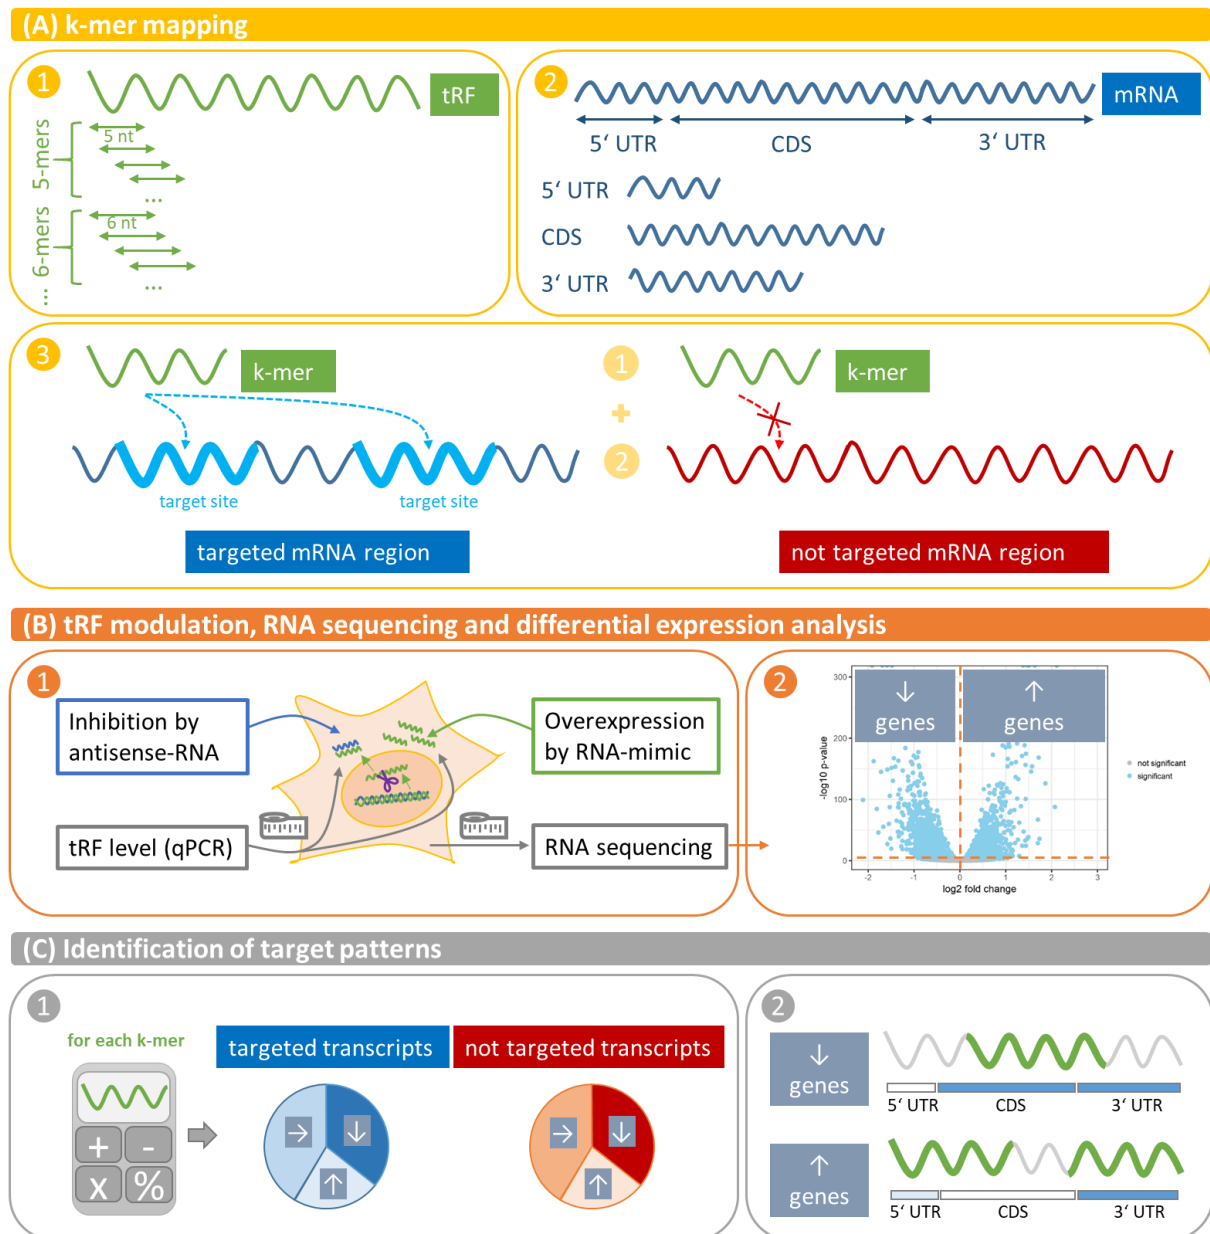 (A) k-mer mapping
1
tRF
5-mers
5 nt
...
6-mers
6 nt
...
...
2
mRNA
5‘ UTR
CDS
3‘ UTR
5‘ UTR
CDS
3‘ UTR
3
k-mer
target site
target site
targeted mRNA region
1
+
2
k-mer
not targeted mRNA region
(B) tRF modulation, RNA sequencing and differential expression analysis
1
Inhibition by
antisense-RNA
Overexpression
by RNA-mimic
tRF level (qPCR)
RNA sequencing
2
↓
genes
↑
genes
300
200
100
0
-log10 p-value
-2
-1
0
1
2
3
log2 fold change
not significant
significant
(C) Identification of target patterns
1
for each k-mer
+ -
x %
targeted transcripts
→ ↓
↑
not targeted transcripts
→ ↓
↑
2
↓
genes
5‘ UTR
CDS
3‘ UTR
↑
genes
5‘ UTR
CDS
3‘ UTR